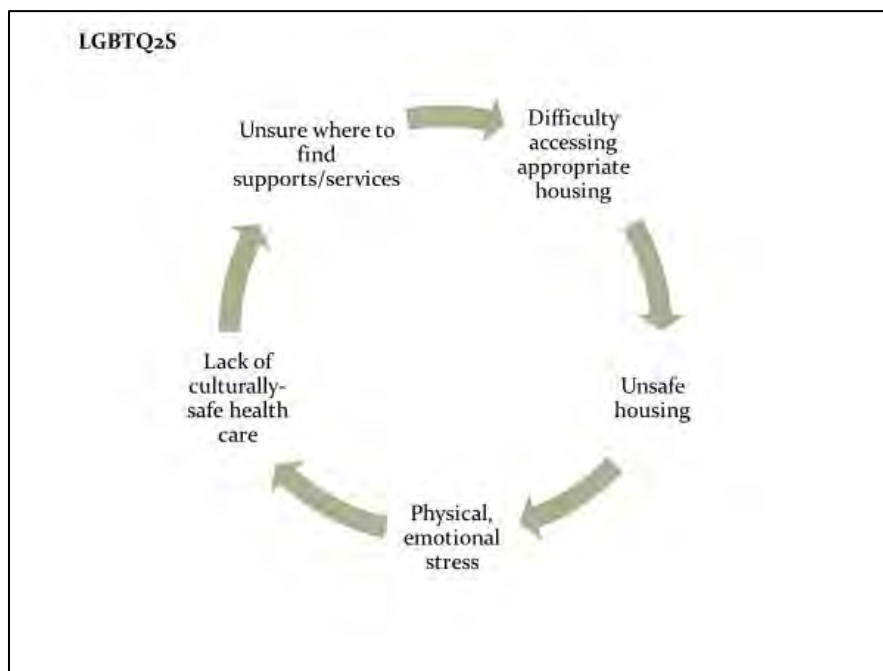 LGBTQ2S
Unsure where to
find
supports/services
Difficulty
accessing
appropriate
housing
Unsafe
housing
Physical,
emotional
stress
Lack of
culturally-
safe health
care